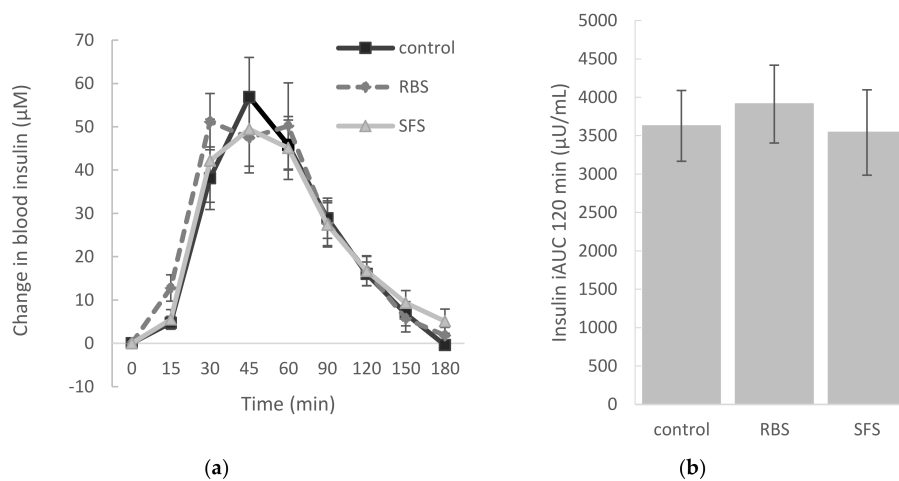 70
60
50
40
30
20
10
0
-10
Change in blood insulin (µM)
control
RBS
SFS
0 15 30 45 60 90 120 150 180
Time (min)
(a)
5000
4500
4000
3500
3000
2500
2000
1500
1000
500
0
Insulin iAUC 120 min (µU/mL)
control RBS SFS
(b)